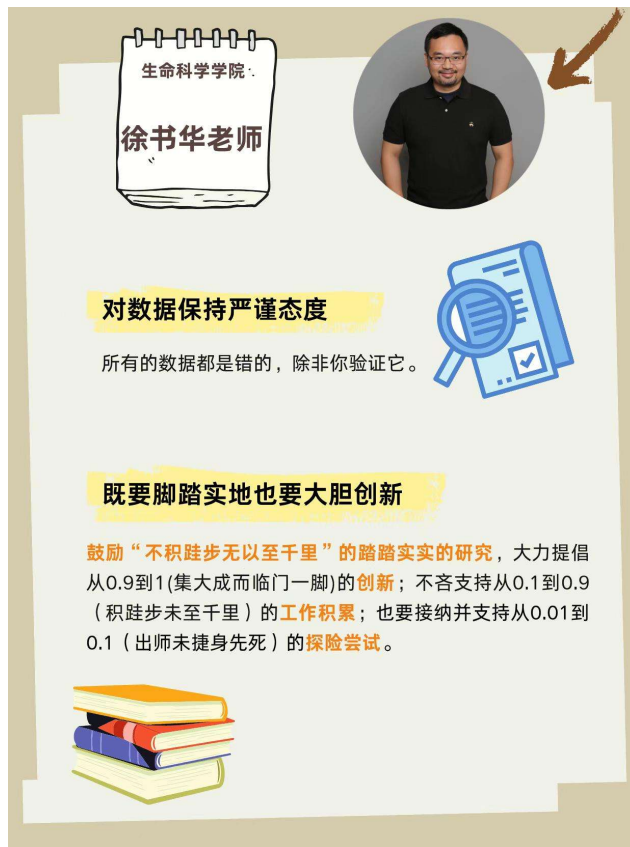 生命科学学院
徐书华老师
对数据保持严谨态度
所有的数据都是错的，除非你验证它。
既要脚踏实地也要大胆创新
鼓励“不积跬步无以至千里”的踏踏实实的研究，大力提倡
从0.9到1(集大成而临门一脚)的创新；不吝支持从0.1到0.9
（积跬步未至千里）的工作积累；也要接纳并支持从0.01到
0.1（出师未捷身先死）的探险尝试。